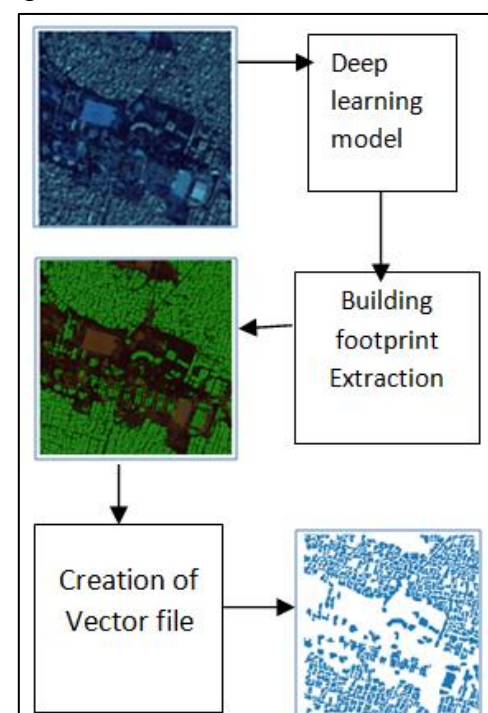 Deep
learning
model
Building
footprint
Extraction
Creation of
Vector file